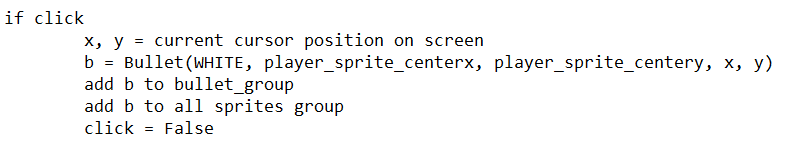 if click
x, y = current cursor position on screen
b = Bullet(WHITE, player_sprite_centerx, player_sprite_centery, x, y)
add b to bullet_group
add b to all sprites group
click = False